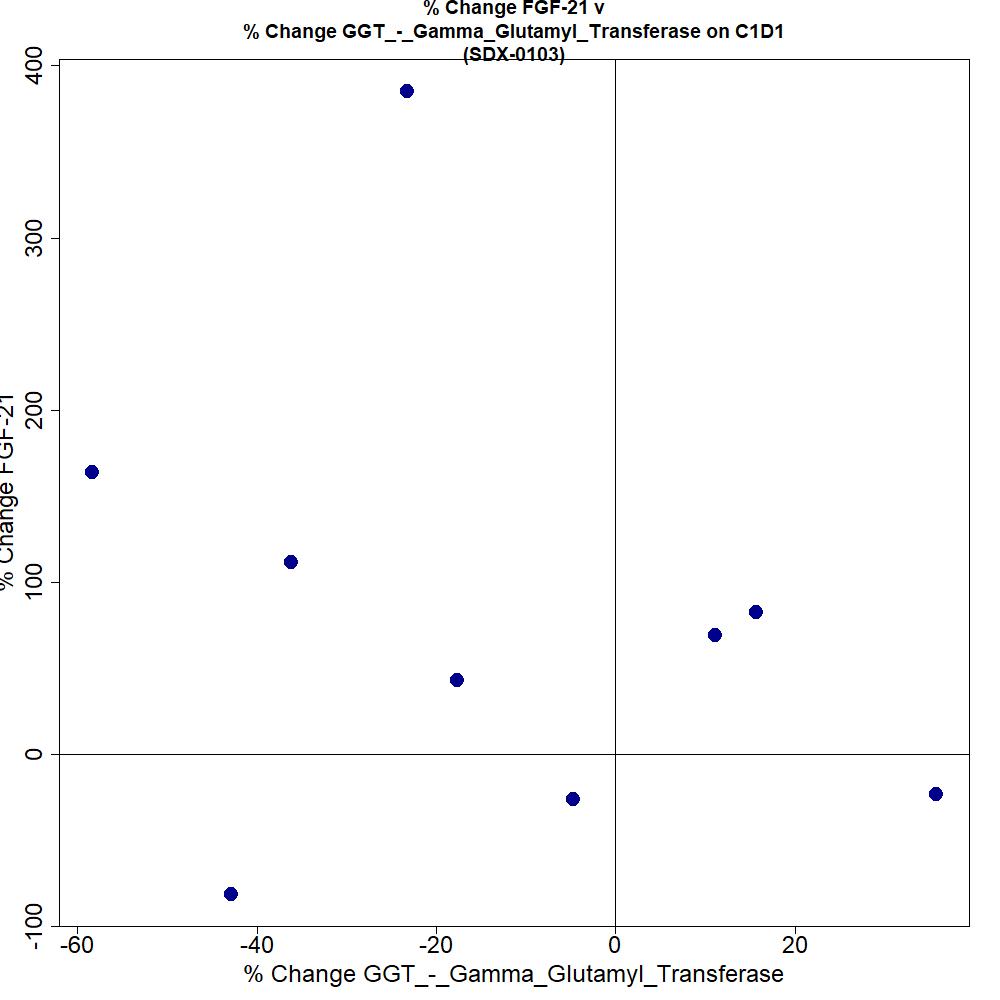 % Change FGF-21 v
% Change GGT_-_Gamma_Glutamyl_Transferase on C1D1
(SDX-0103)
400
300
200
100
0
-100
% Change FGF-21
-60
-40
-20
0
20
% Change GGT_-_Gamma_Glutamyl_Transferase